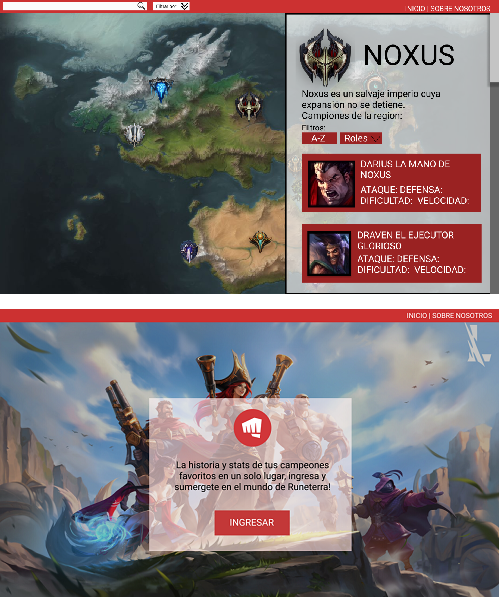 Filtrar por:
INICIO | SOBRE NOSOTROS
NOXUS
Noxus es un salvaje imperio cuya
expansión no se detiene.
Campiones de la region:
Filtros:
A-Z Roles
DARIUS LA MANO DE
NOXUS
ATAQUE: DEFENSA:
DIFICULTAD: VELOCIDAD:
DRAVEN EL EJECUTOR
GLORIOSO
ATAQUE: DEFENSA:
DIFICULTAD: VELOCIDAD:
INICIO | SOBRE NOSOTROS
La historia y stats de tus campeones
favoritos en un solo lugar, ingresa y
sumergete en el mundo de Runeterra!
INGRESAR